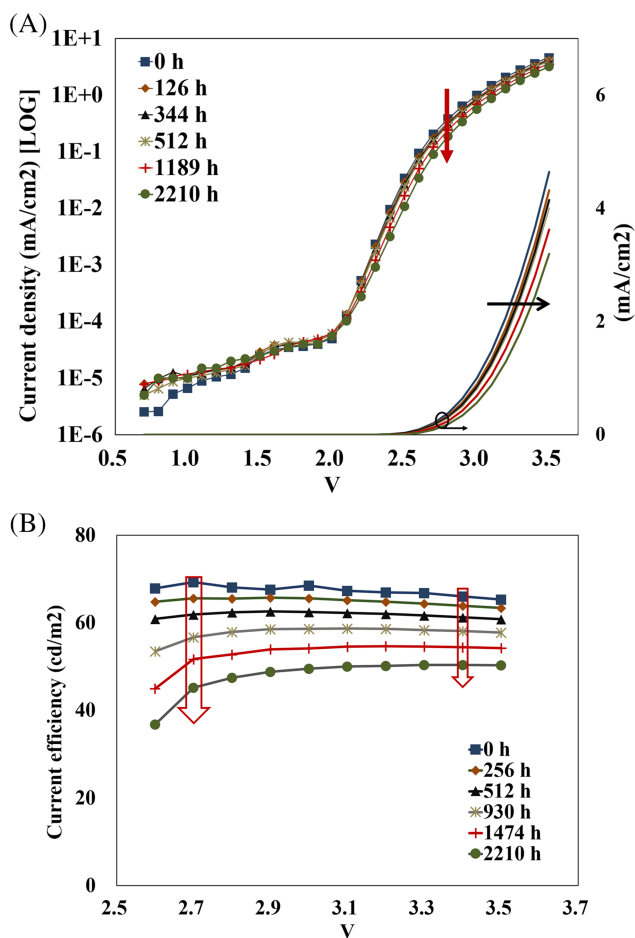 (A)
Current density (mA/cm2) [LOG]
1E+1
1E+0
1E-1
1E-2
1E-3
1E-4
1E-5
1E-6
0 h
126 h
344 h
512 h
1189 h
2210 h
6
4
2
0
(mA/cm2)
0.5 1.0 1.5 2.0 2.5 3.0 3.5
V
(B)
Current efficiency (cd/m2)
80
60
40
20
0
0 h
256 h
512 h
930 h
1474 h
2210 h
2.5 2.7 2.9 3.1 3.3 3.5 3.7
V